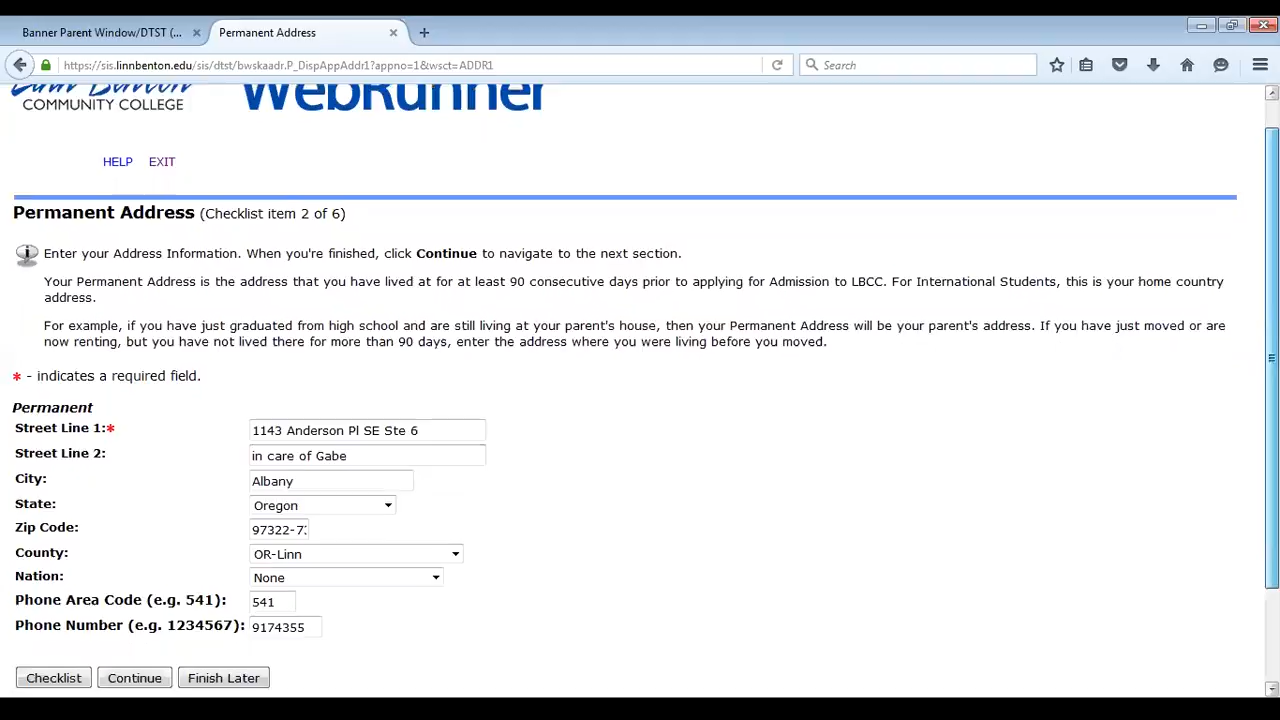 Banner Parent Window/DTST (...
Permanent Address
https://sis.linnbenton.edu/sis/dtst/bwskaadr.P_DispAppAddr1?appno=1&wsct=ADDR1
Search
Linn Benton
COMMUNITY COLLEGE
WebRunner
HELP EXIT
Permanent Address (Checklist item 2 of 6)
Enter your Address Information. When you're finished, click Continue to navigate to the next section.
Your Permanent Address is the address that you have lived at for at least 90 consecutive days prior to applying for Admission to LBCC. For International Students, this is your home country
address.
For example, if you have just graduated from high school and are still living at your parent's house, then your Permanent Address will be your parent's address. If you have just moved or are
now renting, but you have not lived there for more than 90 days, enter the address where you were living before you moved.
* - indicates a required field.
Permanent
Street Line 1:* 1143 Anderson Pl SE Ste 6
Street Line 2: in care of Gabe
City: Albany
State: Oregon
Zip Code: 97322-7
County: OR-Linn
Nation: None
Phone Area Code (e.g. 541): 541
Phone Number (e.g. 1234567): 9174355
Checklist Continue Finish Later